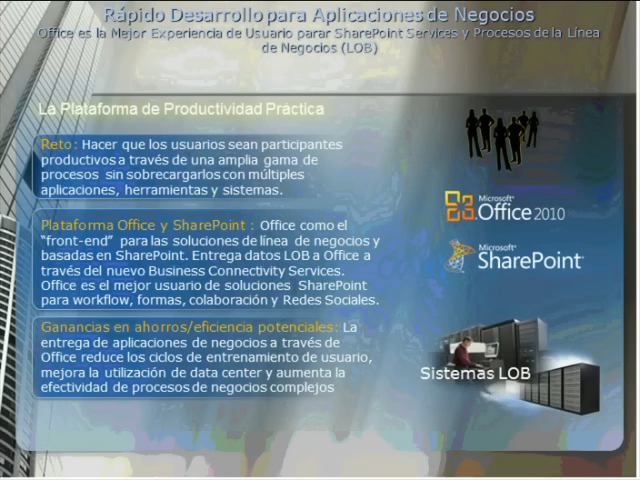 Rápido Desarrollo para Aplicaciones de Negocios
Office es la Mejor Experiencia de Usuario parar SharePoint Services y Procesos de la Línea
de Negocios (LOB)
La Plataforma de Productividad Práctica
Reto: Hacer que los usuarios sean participantes
productivos a través de una amplia gama de
procesos sin sobrecargarlos con múltiples
aplicaciones, herramientas y sistemas.
Plataforma Office y SharePoint : Office como el
“front-end” para las soluciones de línea de negocios y
basadas en SharePoint. Entrega datos LOB a Office a
través del nuevo Business Connectivity Services.
Office es el mejor usuario de soluciones SharePoint
para workflow, formas, colaboración y Redes Sociales.
Ganancias en ahorros/eficiencia potenciales: La
entrega de aplicaciones de negocios a través de
Office reduce los ciclos de entrenamiento de usuario,
mejora la utilización de data center y aumenta la
efectividad de procesos de negocios complejos
Microsoft®
Office 2010
Microsoft®
SharePoint
Sistemas LOB